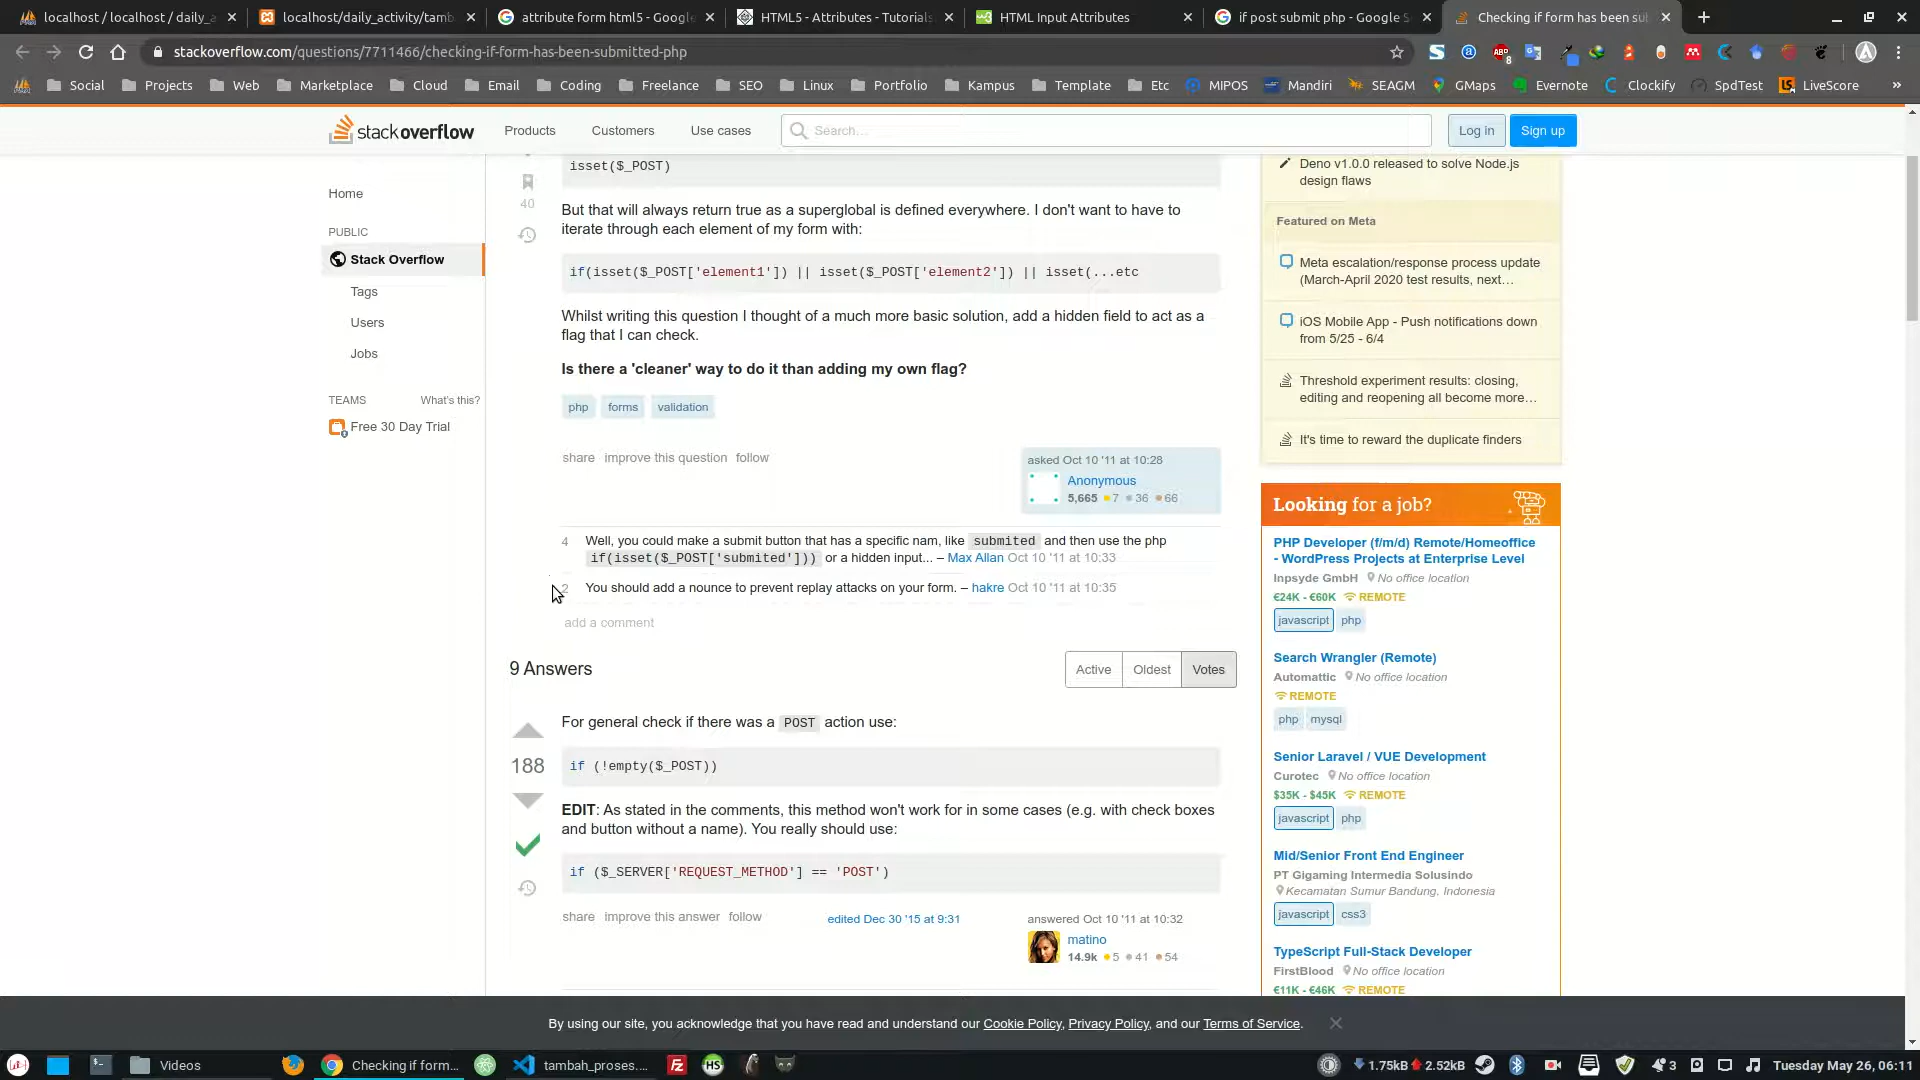 localhost / localhost / daily_a
localhost/daily_activity/tamb
attribute form html5 - Google
HTML5 - Attributes - Tutorials
HTML Input Attributes
if post submit php - Google S
Checking if form has been su
stackoverflow.com/questions/7711466/checking-if-form-has-been-submitted-php
Social
Projects
Web
Marketplace
Cloud
Email
Coding
Freelance
SEO
Linux
Portfolio
Kampus
Template
Etc
MIPOS
Mandiri
SEAGM
GMaps
Evernote
Clockify
SpdTest
LiveScore
»
stackoverflow
Products
Customers
Use cases
Search...
Log in
Sign up
Home
PUBLIC
Stack Overflow
Tags
Users
Jobs
TEAMS
What's this?
Free 30 Day Trial
isset($_POST)
40
But that will always return true as a superglobal is defined everywhere. I don't want to have to
iterate through each element of my form with:
if(isset($_POST['element1']) || isset($_POST['element2']) || isset(...etc
Whilst writing this question I thought of a much more basic solution, add a hidden field to act as a
flag that I can check.
Is there a 'cleaner' way to do it than adding my own flag?
php
forms
validation
share improve this question follow
asked Oct 10 '11 at 10:28
Anonymous
5,665 7 36 66
4
Well, you could make a submit button that has a specific nam, like submited and then use the php
if(isset($_POST['submited'])) or a hidden input... – Max Allan Oct 10 '11 at 10:33
2
You should add a nounce to prevent replay attacks on your form. – hakre Oct 10 '11 at 10:35
add a comment
9 Answers
Active
Oldest
Votes
188
For general check if there was a POST action use:
if (!empty($_POST))
EDIT: As stated in the comments, this method won't work for in some cases (e.g. with check boxes
and button without a name). You really should use:
if ($_SERVER['REQUEST_METHOD'] == 'POST')
share improve this answer follow
edited Dec 30 '15 at 9:31
answered Oct 10 '11 at 10:32
matino
14.9k 5 41 54
Deno v1.0.0 released to solve Node.js
design flaws
Featured on Meta
Meta escalation/response process update
(March-April 2020 test results, next…
iOS Mobile App - Push notifications down
from 5/25 - 6/4
Threshold experiment results: closing,
editing and reopening all become more…
It's time to reward the duplicate finders
Looking for a job?
PHP Developer (f/m/d) Remote/Homeoffice
- WordPress Projects at Enterprise Level
Inpsyde GmbH No office location
€24K - €60K REMOTE
javascript php
Search Wrangler (Remote)
Automattic No office location
REMOTE
php mysql
Senior Laravel / VUE Development
Curotec No office location
$35K - $45K REMOTE
javascript php
Mid/Senior Front End Engineer
PT Gigaming Intermedia Solusindo
Kecamatan Sumur Bandung, Indonesia
javascript css3
TypeScript Full-Stack Developer
FirstBlood No office location
€11K - €46K REMOTE
By using our site, you acknowledge that you have read and understand our Cookie Policy, Privacy Policy, and our Terms of Service.
Videos
Checking if form...
tambah_proses....
1.75kB 2.52kB
3
Tuesday May 26, 06:11